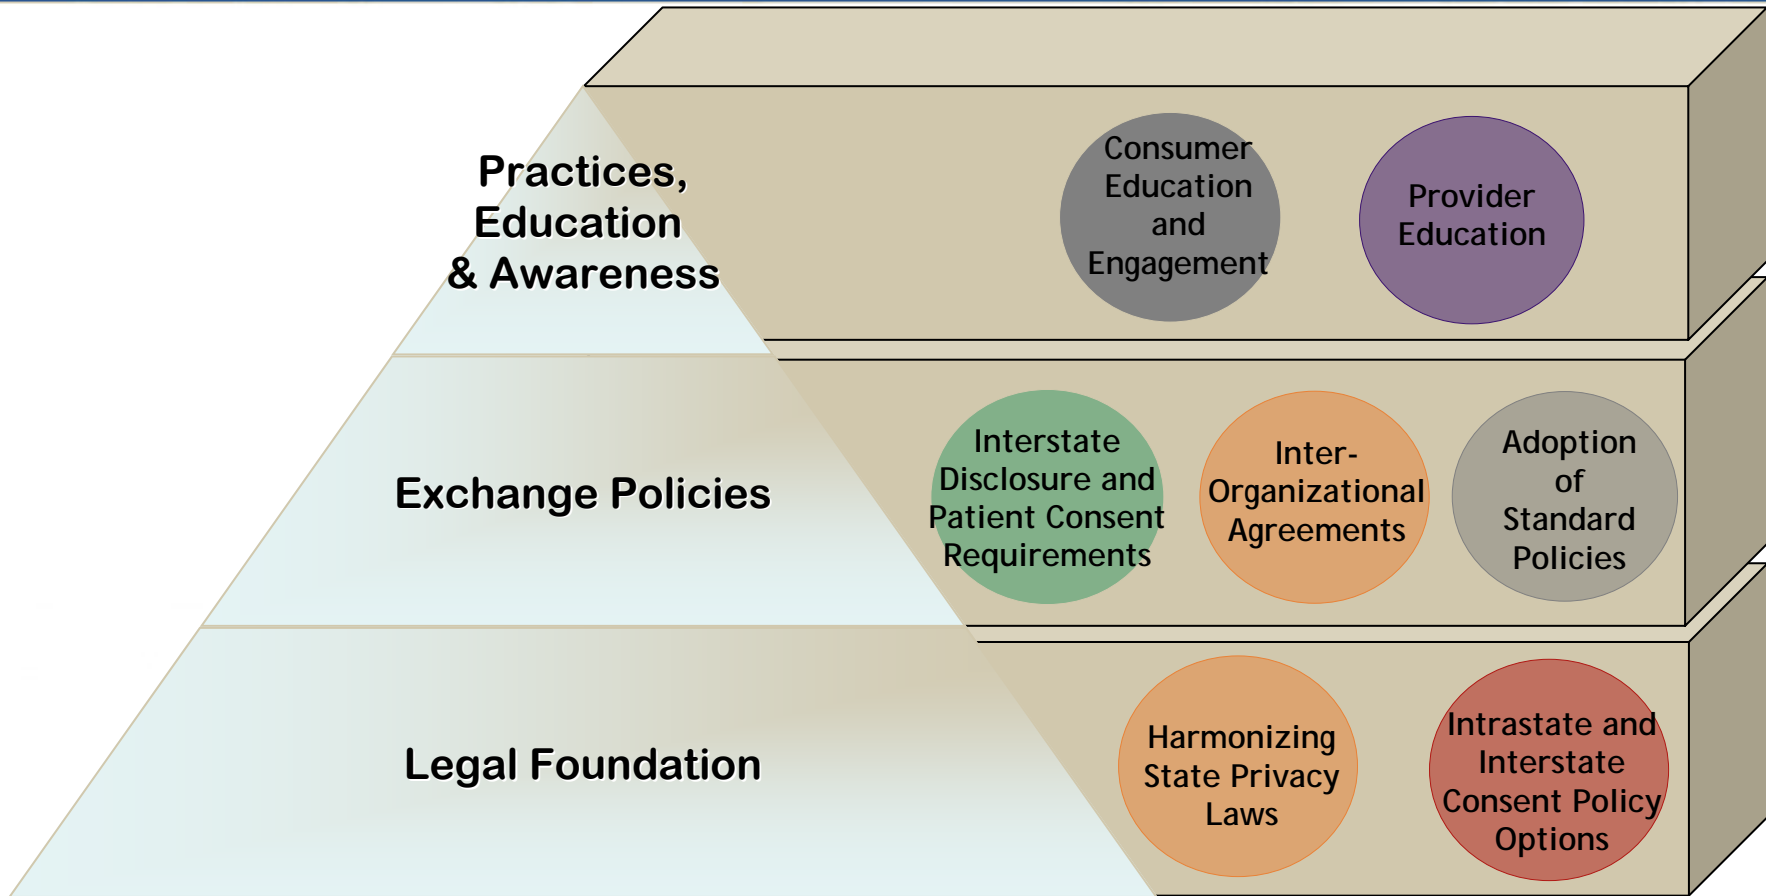 Practices,
Education
& Awareness
Consumer
Education
and
Engagement
Provider
Education
Exchange Policies
Interstate
Disclosure and
Patient Consent
Requirements
Inter-
Organizational
Agreements
Adoption
of
Standard
Policies
Legal Foundation
Harmonizing
State Privacy
Laws
Intrastate and
Interstate
Consent Policy
Options